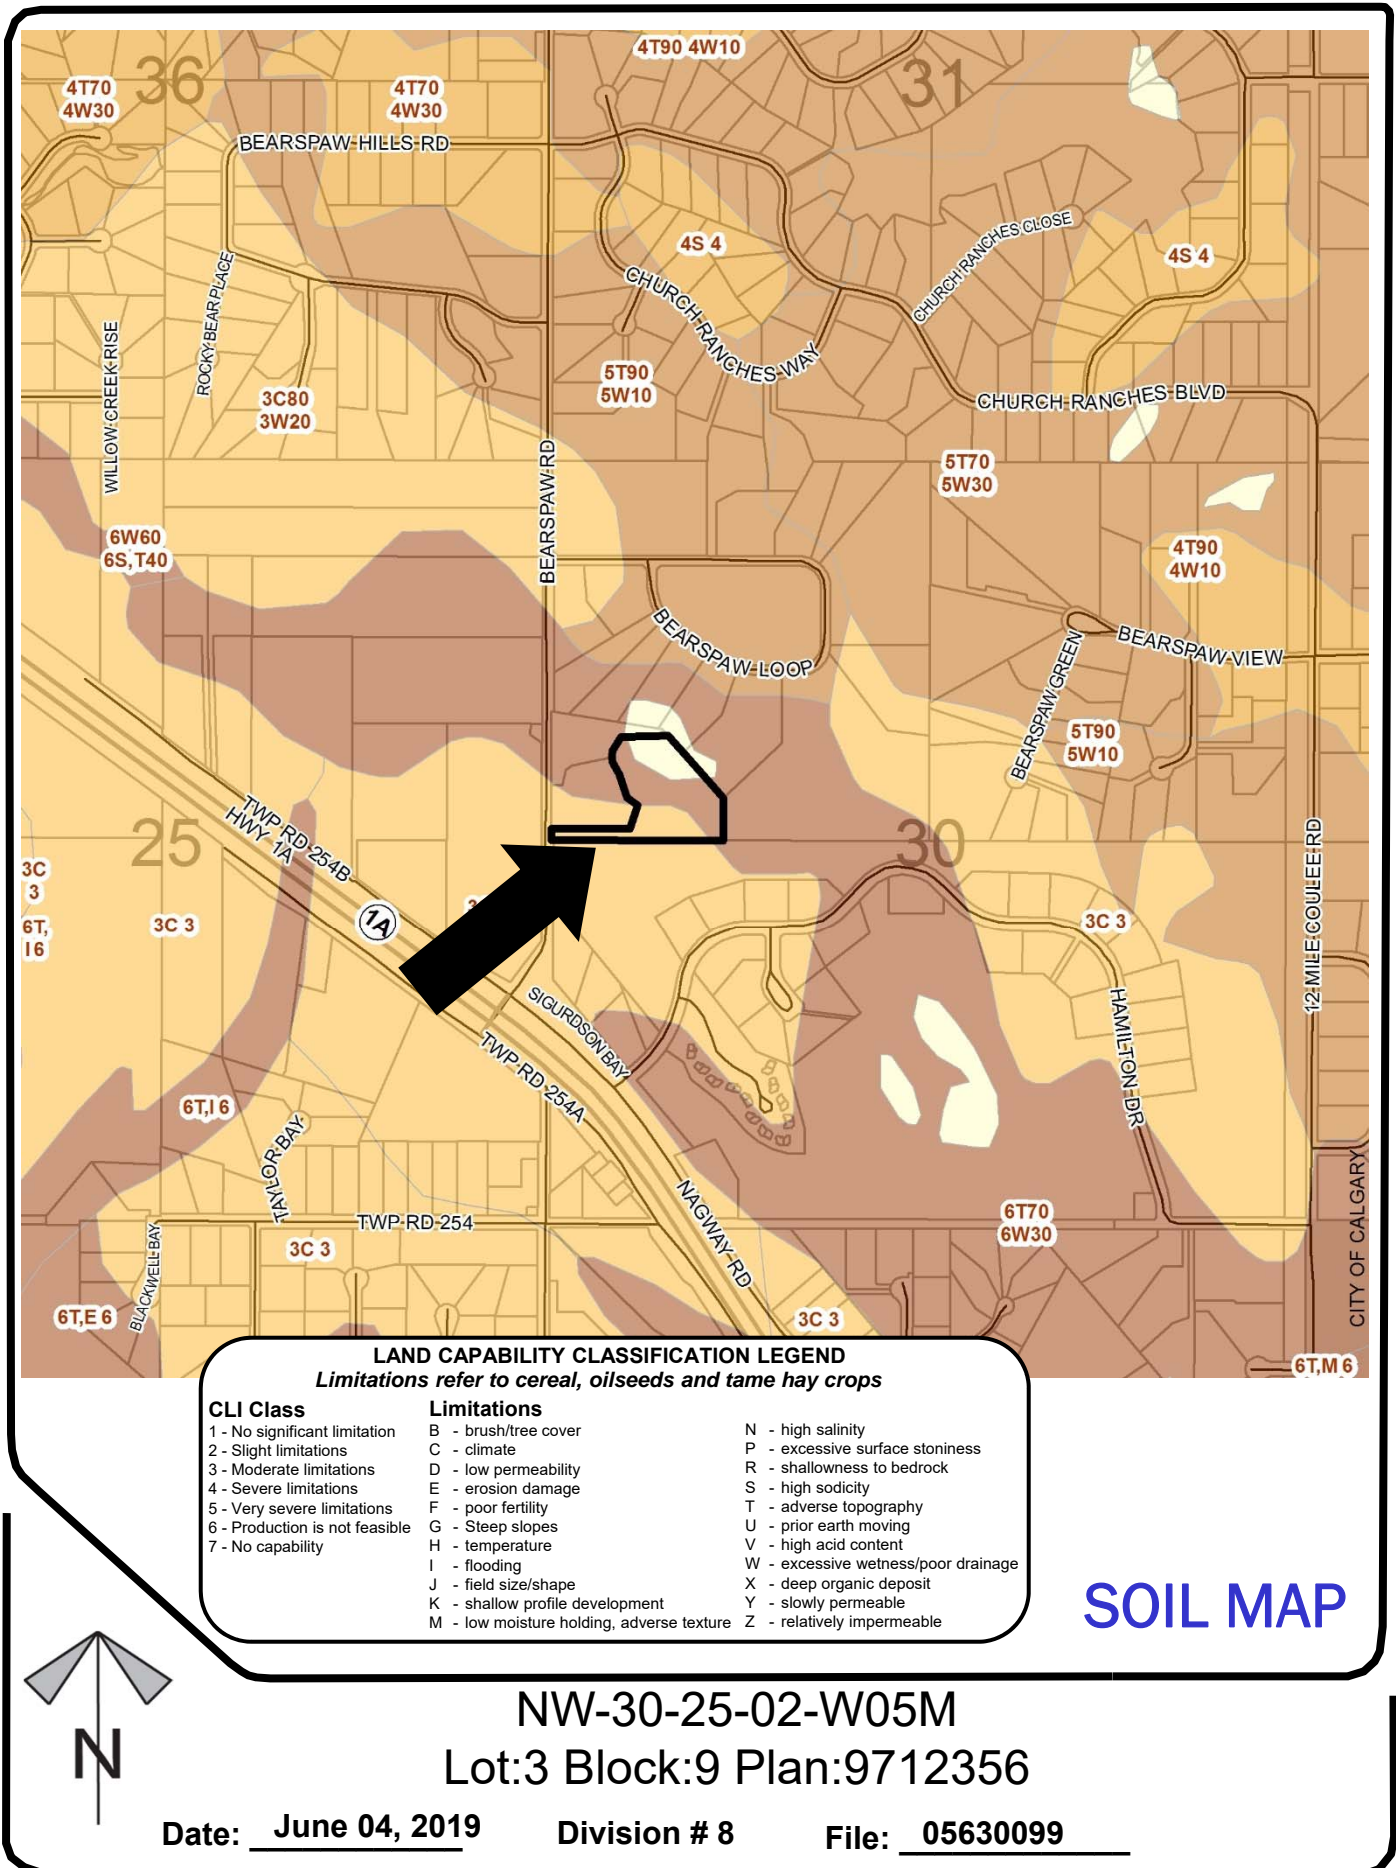 36
31
4T90 4W10
4T70
4W30
4T70
4W30
BEARSPAW HILLS RD
CHURCH RANCHES CLOSE
4S 4
4S 4
ROCKY BEAR PLACE
CHURCH RANCHES WAY
WILLOW CREEK RISE
5T90
5W10
3C80
3W20
CHURCH RANCHES BLVD
BEARSPAW RD
5T70
5W30
6W60
6S,T40
4T90
4W10
BEARSPAW LOOP
BEARSPAW VIEW
BEARSPAW GREEN
5T90
5W10
25
30
TWP RD 254B
HWY 1A
12 MILE COULEE RD
3C
3
6T,
I 6
3C 3
1A
3C 3
SIGURDSON BAY
HAMILTON DR
TWP RD 254A
6T,I 6
TAYLOR BAY
NAGWAY RD
6T70
6W30
TWP RD 254
3C 3
BLACKWELL BAY
CITY OF CALGARY
6T,E 6
3C 3
6T,M 6
LAND CAPABILITY CLASSIFICATION LEGEND
Limitations refer to cereal, oilseeds and tame hay crops
CLI Class
1 - No significant limitation
2 - Slight limitations
3 - Moderate limitations
4 - Severe limitations
5 - Very severe limitations
6 - Production is not feasible
7 - No capability
Limitations
B - brush/tree cover
C - climate
D - low permeability
E - erosion damage
F - poor fertility
G - Steep slopes
H - temperature
I - flooding
J - field size/shape
K - shallow profile development
M - low moisture holding, adverse texture
N - high salinity
P - excessive surface stoniness
R - shallowness to bedrock
S - high sodicity
T - adverse topography
U - prior earth moving
V - high acid content
W - excessive wetness/poor drainage
X - deep organic deposit
Y - slowly permeable
Z - relatively impermeable
SOIL MAP
N
NW-30-25-02-W05M
Lot:3 Block:9 Plan:9712356
Date: June 04, 2019 Division # 8 File: 05630099